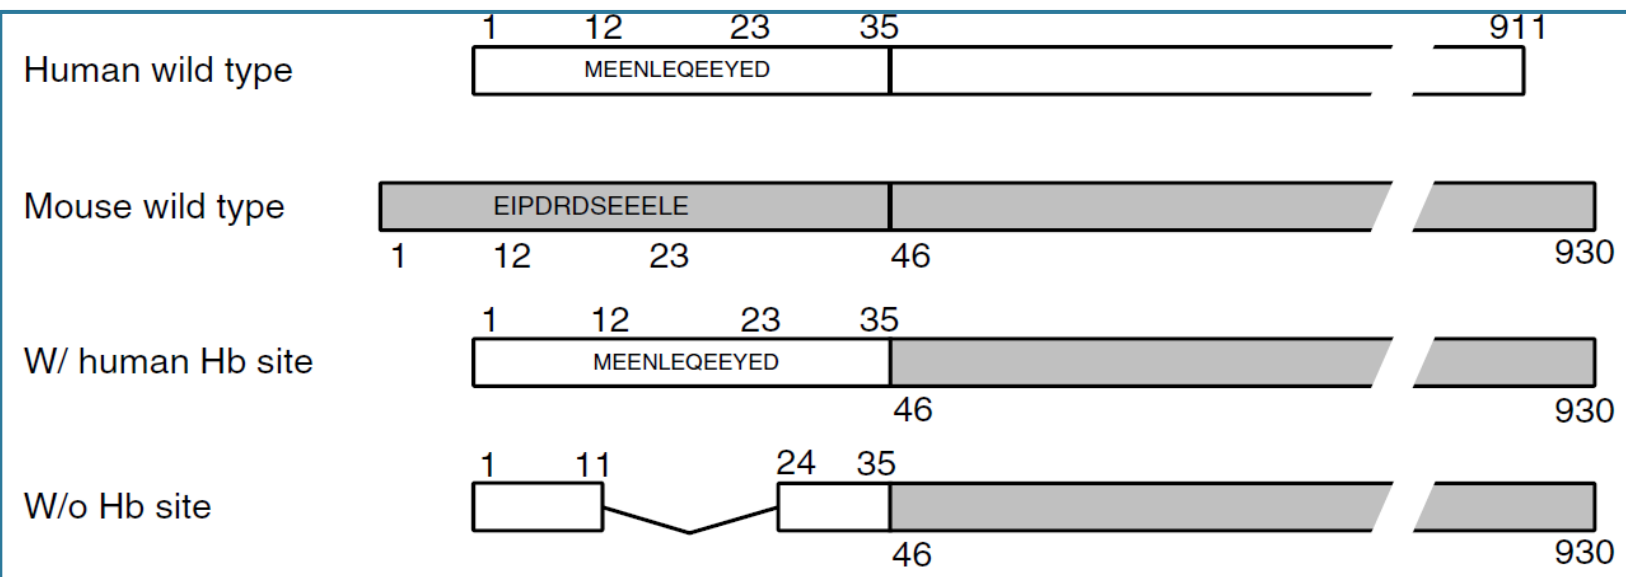 1 12 23 35 911
Human wild type MEENLEQEEYED
Mouse wild type EIPDRDSEEELE
1 12 23 46 930
1 12 23 35
W/ human Hb site MEENLEQEEYED
46 930
1 11 24 35
W/o Hb site
46 930